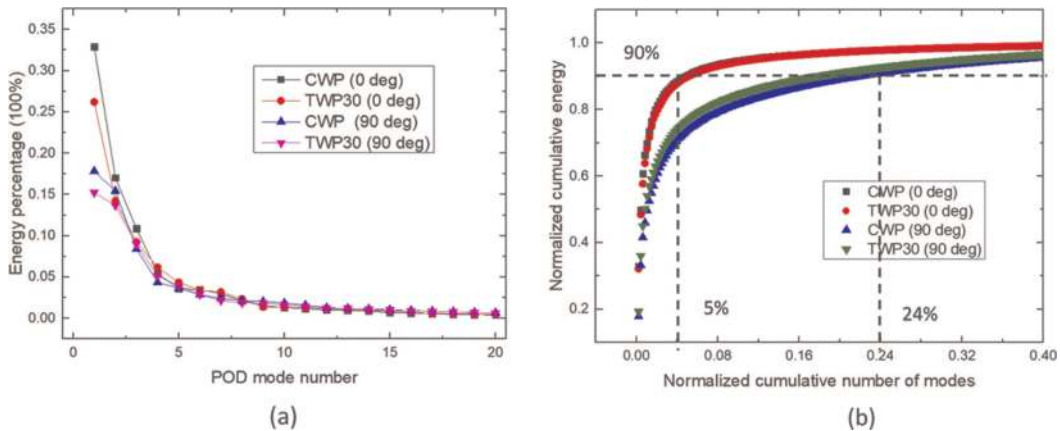 (a)
0.35
0.30
0.25
0.20
0.15
0.10
0.05
0.00
Energy percentage (100%)
CWP (0 deg)
TWP30 (0 deg)
CWP (90 deg)
TWP30 (90 deg)
0 5 10 15 20
POD mode number
(a)
(b)
90%
1.0
0.8
0.6
0.4
0.2
Normalized cumulative energy
CWP (0 deg)
TWP30 (0 deg)
CWP (90 deg)
TWP30 (90 deg)
5%
24%
0.00 0.08 0.16 0.24 0.32 0.40
Normalized cumulative number of modes
(b)